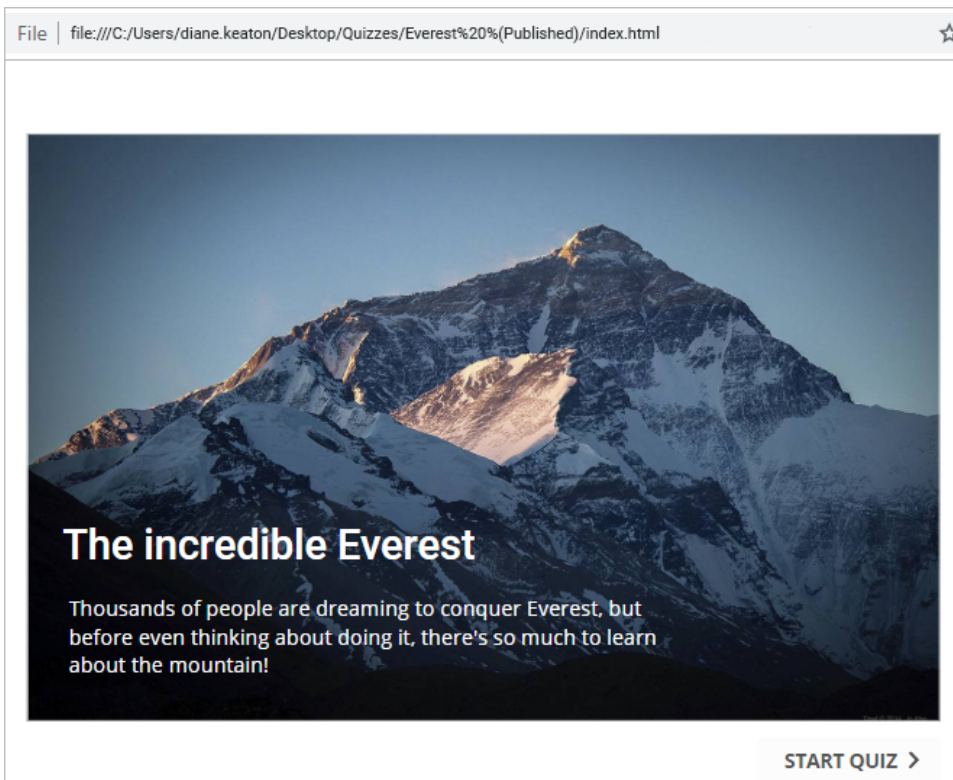 File file:///C:/Users/diane.keaton/Desktop/Quizzes/Everest%20%(Published)/index.html
The incredible Everest
Thousands of people are dreaming to conquer Everest, but
before even thinking about doing it, there's so much to learn
about the mountain!
START QUIZ